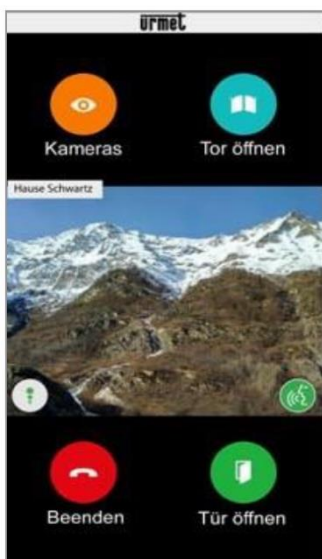 urmet
Kameras
Tor öffnen
Hause Schwartz
Beenden
Tür öffnen